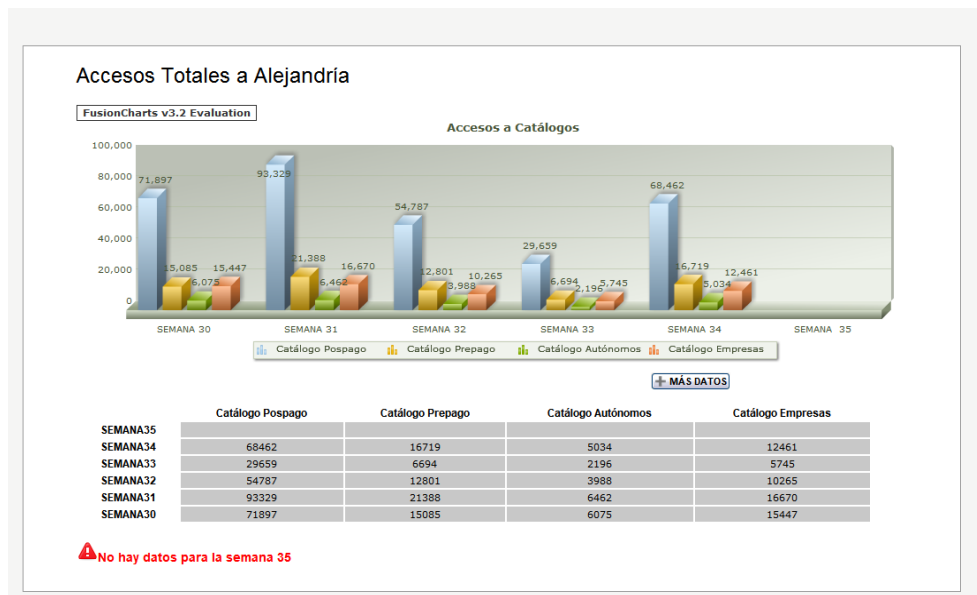 Accesos Totales a Alejandría
FusionCharts v3.2 Evaluation
Accesos a Catálogos
100,000
80,000
60,000
40,000
20,000
0
71,897 15,085 6,075 15,447
93,329 21,388 6,462 16,670
54,787 12,801 3,988 10,265
29,659 6,694 2,196 5,745
68,462 16,719 5,034 12,461
SEMANA 30 SEMANA 31 SEMANA 32 SEMANA 33 SEMANA 34 SEMANA 35
Catálogo Pospago Catálogo Prepago Catálogo Autónomos Catálogo Empresas
MÁS DATOS
Catálogo Pospago Catálogo Prepago Catálogo Autónomos Catálogo Empresas
SEMANA35
SEMANA34 68462 16719 5034 12461
SEMANA33 29659 6694 2196 5745
SEMANA32 54787 12801 3988 10265
SEMANA31 93329 21388 6462 16670
SEMANA30 71897 15085 6075 15447
No hay datos para la semana 35